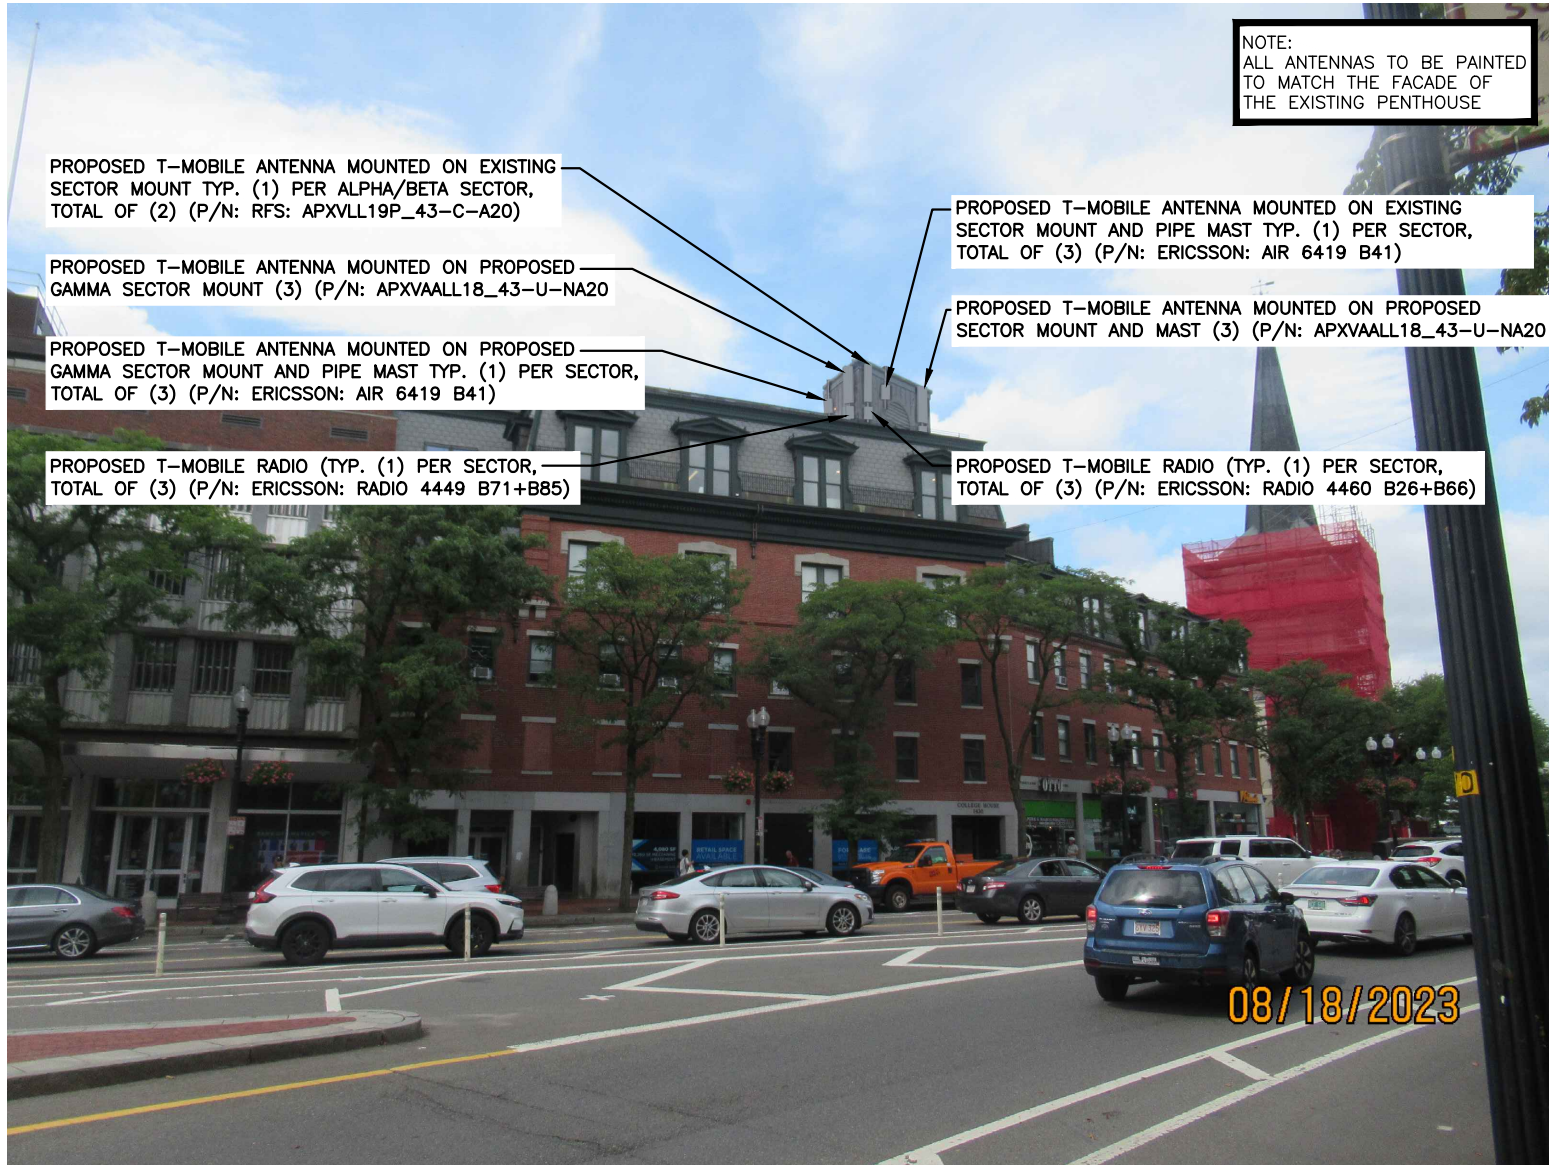 NOTE:
ALL ANTENNAS TO BE PAINTED
TO MATCH THE FACADE OF
THE EXISTING PENTHOUSE
PROPOSED T-MOBILE ANTENNA MOUNTED ON EXISTING
SECTOR MOUNT TYP. (1) PER ALPHA/BETA SECTOR,
TOTAL OF (2) (P/N: RFS: APXVLL19P_43-C-A20)
PROPOSED T-MOBILE ANTENNA MOUNTED ON EXISTING
SECTOR MOUNT AND PIPE MAST TYP. (1) PER SECTOR,
TOTAL OF (3) (P/N: ERICSSON: AIR 6419 B41)
PROPOSED T-MOBILE ANTENNA MOUNTED ON PROPOSED
GAMMA SECTOR MOUNT (3) (P/N: APXVAALL18_43-U-NA20
PROPOSED T-MOBILE ANTENNA MOUNTED ON PROPOSED
SECTOR MOUNT AND MAST (3) (P/N: APXVAALL18_43-U-NA20
PROPOSED T-MOBILE ANTENNA MOUNTED ON PROPOSED
GAMMA SECTOR MOUNT AND PIPE MAST TYP. (1) PER SECTOR,
TOTAL OF (3) (P/N: ERICSSON: AIR 6419 B41)
PROPOSED T-MOBILE RADIO (TYP. (1) PER SECTOR,
TOTAL OF (3) (P/N: ERICSSON: RADIO 4449 B71+B85)
PROPOSED T-MOBILE RADIO (TYP. (1) PER SECTOR,
TOTAL OF (3) (P/N: ERICSSON: RADIO 4460 B26+B66)
OTTO
COLLEGE HOUSE
RETAIL SPACE
AVAILABLE
08/18/2023